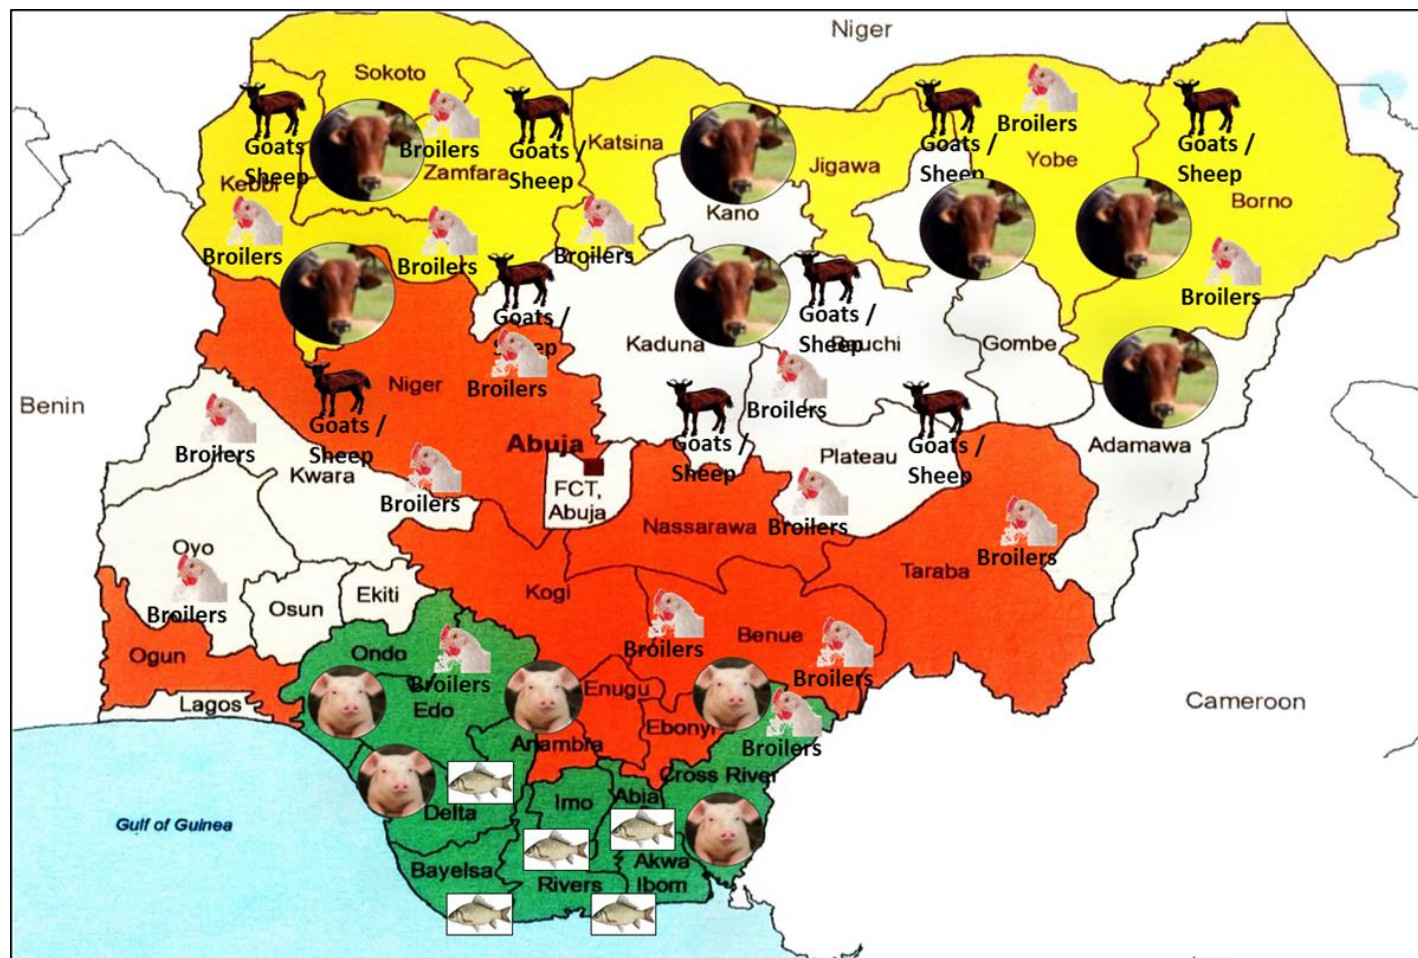 Niger
Sokoto
Broilers
Goats
Sheep
Kebbi
Zamfara
Goats /
Sheep
Katsina
Kano
Jigawa
Goats /
Sheep
Broilers
Yobe
Goats /
Sheep
Borno
Broilers
Broilers
Broilers
Broilers
Goats /
Sheep
Broilers
Kaduna
Goats /
Sheep
Bauchi
Gombe
Broilers
Benin
Niger
Goats /
Sheep
Broilers
Kwara
Broilers
Abuja
FCT,
Abuja
Goats /
Sheep
Plateau
Goats /
Sheep
Adamawa
Nassarawa
Broilers
Broilers
Taraba
Oyo
Broilers
Osun
Ekiti
Kogi
Broilers
Benue
Broilers
Ogun
Lagos
Ondo
Broilers
Edo
Enugu
Ebonyi
Broilers
Anambra
Cross River
Cameroon
Delta
Imo
Abia
Gulf of Guinea
Bayelsa
Rivers
Akwa
Ibom